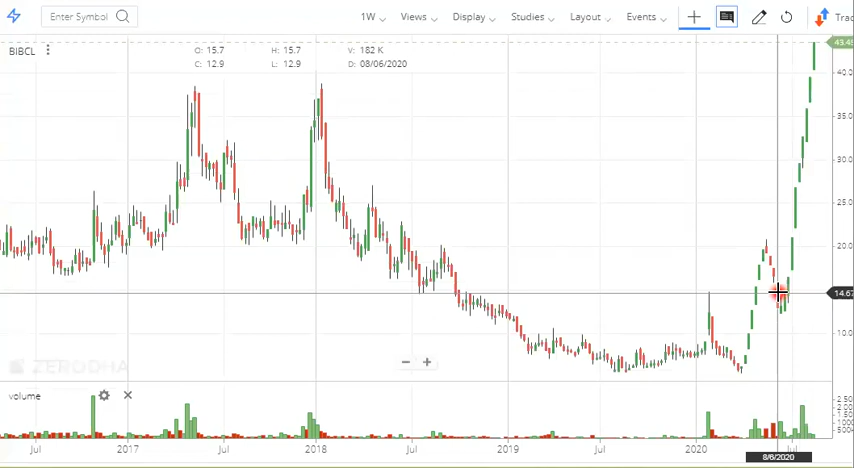 Enter Symbol
1W Views Display Studies Layout Events
BIBCL
O: 15.7 H: 15.7 V: 182 K
C: 12.9 L: 12.9 D: 08/06/2020
43.45
40.0
35.0
30.0
25.0
20.0
14.67
10.0
ZERODHA
volume
Jul 2017 Jul 2018 Jul 2019 Jul 2020 Jul
8/6/2020